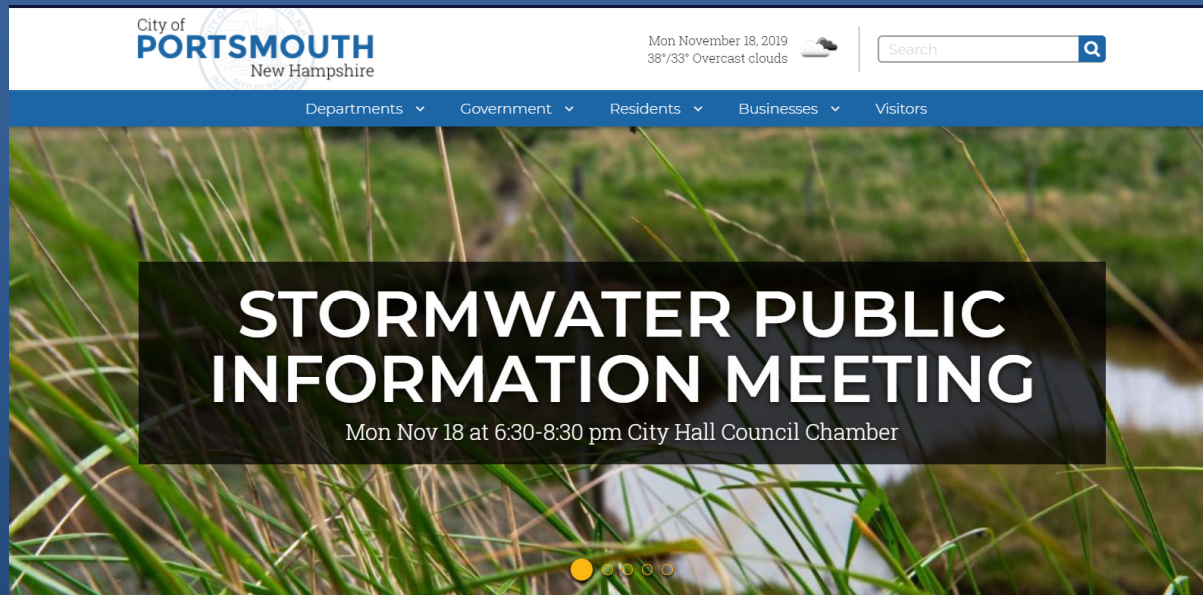 City of
PORTSMOUTH
New Hampshire
Mon November 18, 2019
38°/33° Overcast clouds
Search
Departments
Government
Residents
Businesses
Visitors
STORMWATER PUBLIC
INFORMATION MEETING
Mon Nov 18 at 6:30-8:30 pm City Hall Council Chamber